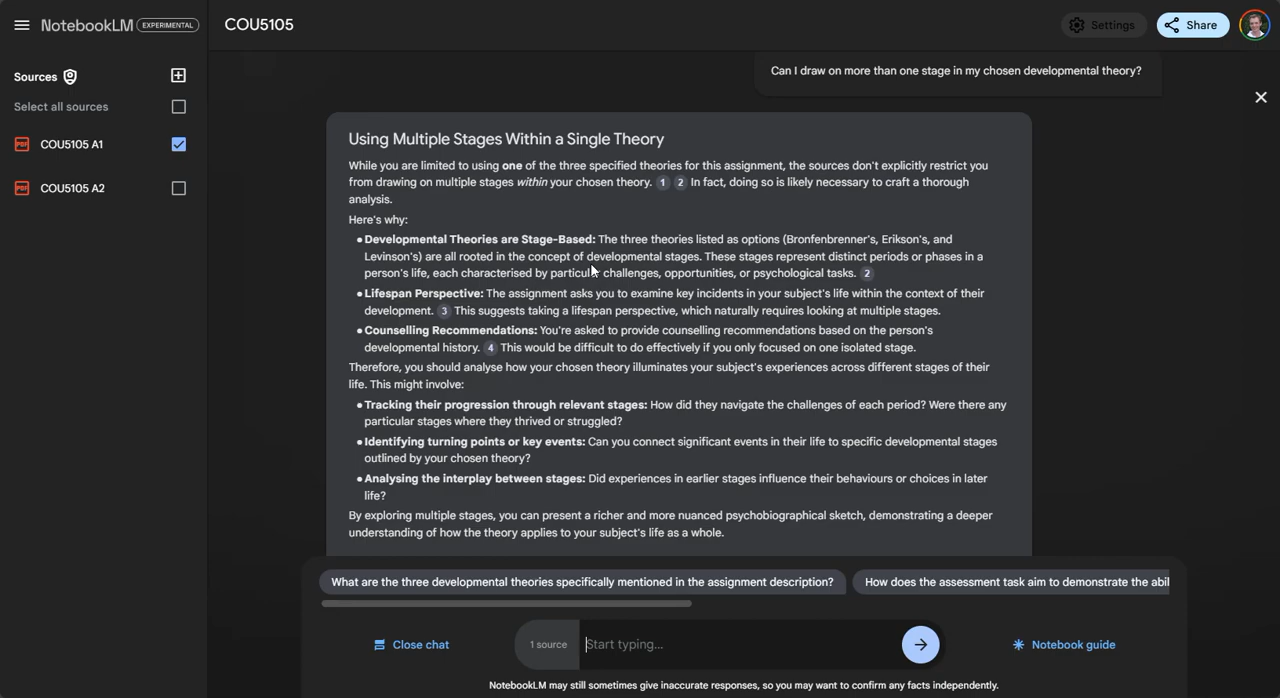 NotebookLM EXPERIMENTAL
COU5105
Settings
Share
Sources
Select all sources
PDF COU5105 A1
PDF COU5105 A2
Can I draw on more than one stage in my chosen developmental theory?
Using Multiple Stages Within a Single Theory
While you are limited to using one of the three specified theories for this assignment, the sources don't explicitly restrict you
from drawing on multiple stages within your chosen theory. 1 2 In fact, doing so is likely necessary to craft a thorough
analysis.
Here's why:
• Developmental Theories are Stage-Based: The three theories listed as options (Bronfenbrenner's, Erikson's, and
Levinson's) are all rooted in the concept of developmental stages. These stages represent distinct periods or phases in a
person's life, each characterised by particular challenges, opportunities, or psychological tasks. 2
• Lifespan Perspective: The assignment asks you to examine key incidents in your subject's life within the context of their
development. 3 This suggests taking a lifespan perspective, which naturally requires looking at multiple stages.
• Counselling Recommendations: You're asked to provide counselling recommendations based on the person's
developmental history. 4 This would be difficult to do effectively if you only focused on one isolated stage.
Therefore, you should analyse how your chosen theory illuminates your subject's experiences across different stages of their
life. This might involve:
• Tracking their progression through relevant stages: How did they navigate the challenges of each period? Were there any
particular stages where they thrived or struggled?
• Identifying turning points or key events: Can you connect significant events in their life to specific developmental stages
outlined by your chosen theory?
• Analysing the interplay between stages: Did experiences in earlier stages influence their behaviours or choices in later
life?
By exploring multiple stages, you can present a richer and more nuanced psychobiographical sketch, demonstrating a deeper
understanding of how the theory applies to your subject's life as a whole.
What are the three developmental theories specifically mentioned in the assignment description?
How does the assessment task aim to demonstrate the abil
Close chat
1 source
Start typing...
Notebook guide
NotebookLM may still sometimes give inaccurate responses, so you may want to confirm any facts independently.